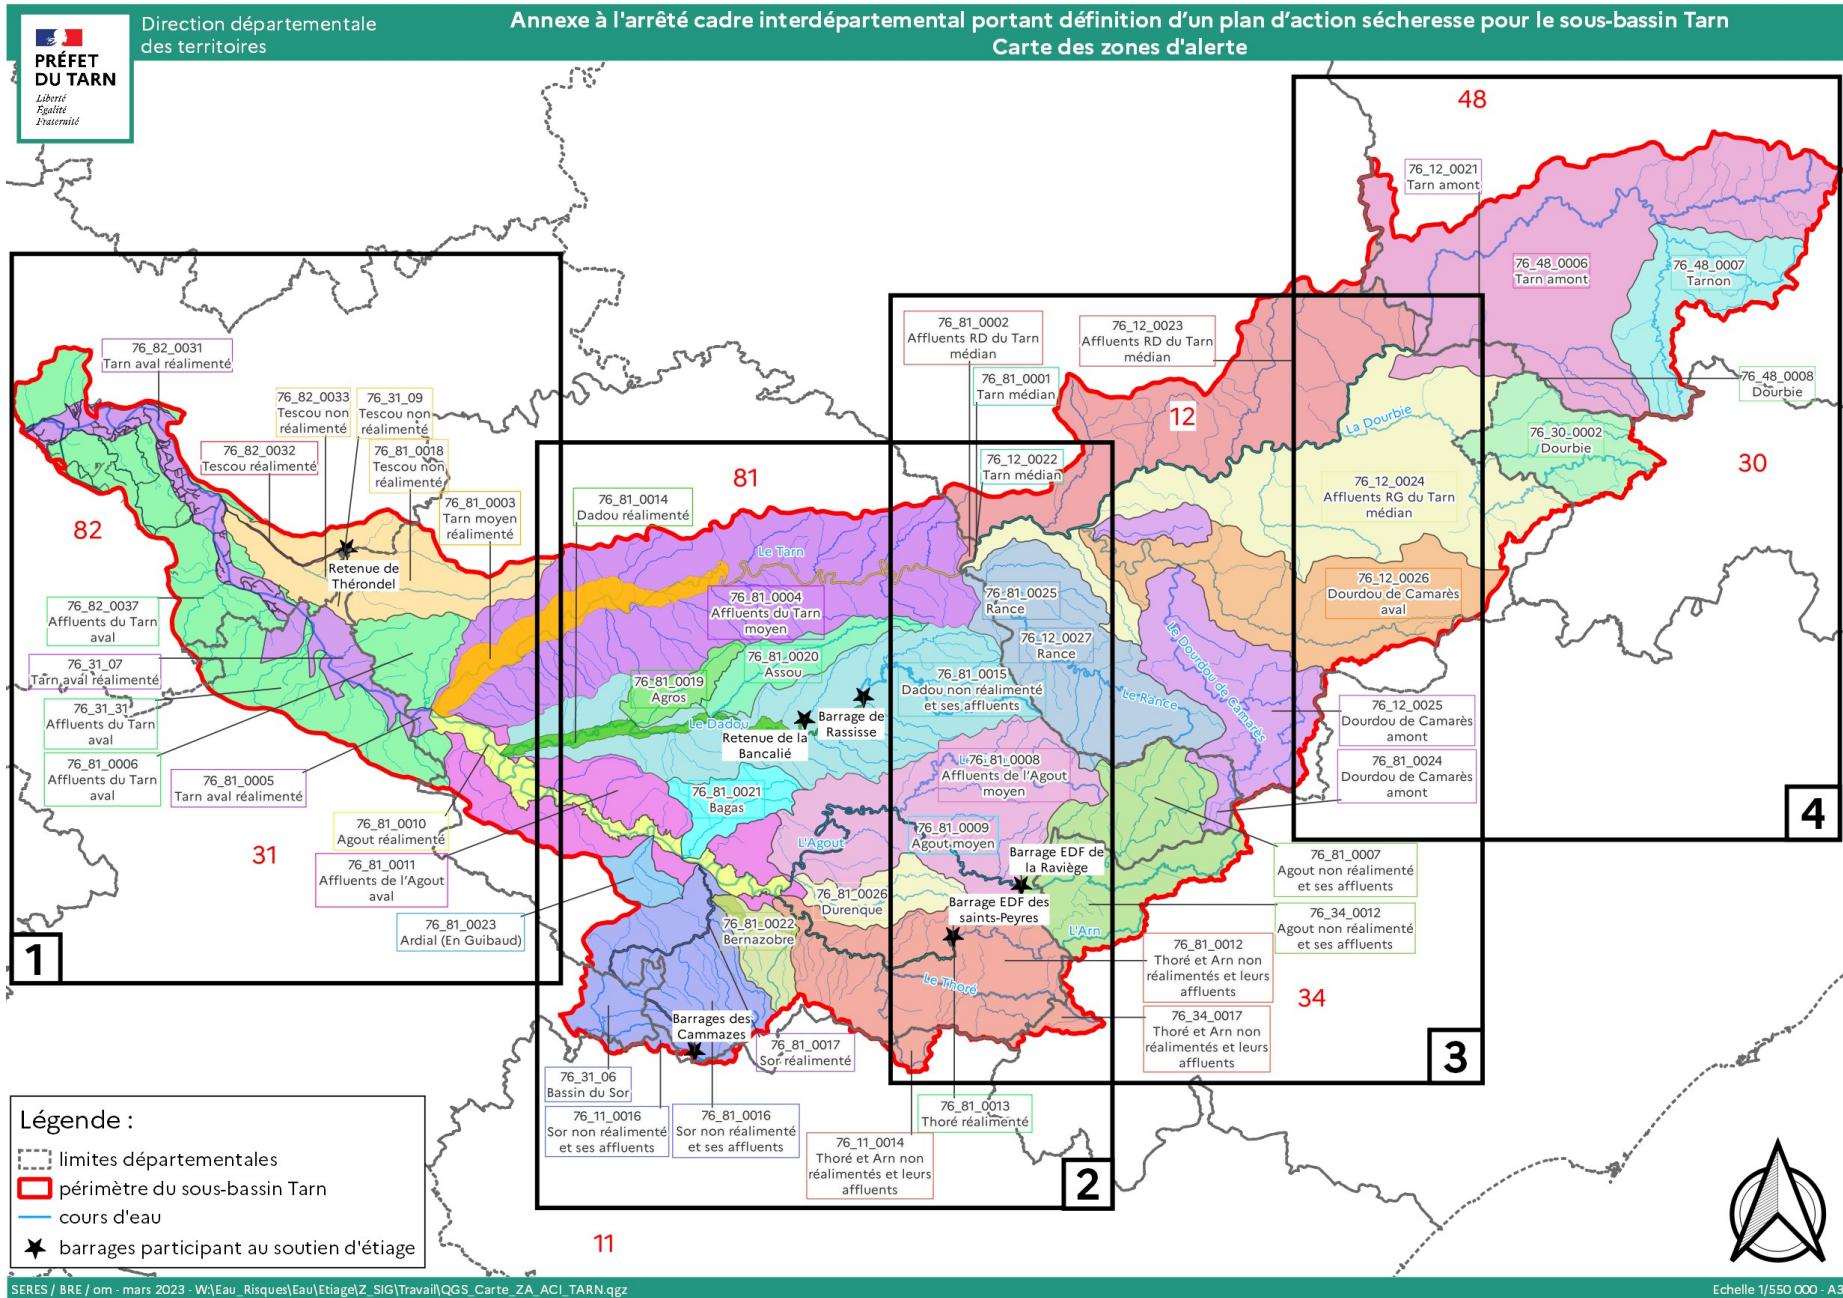 PRÉFET
DU TARN
Liberté
Égalité
Fraternité
Direction départementale
des territoires
Annexe à l'arrêté cadre interdépartemental portant définition d’un plan d’action sécheresse pour le sous-bassin Tarn
Carte des zones d'alerte
48
76_12_0021
Tarn amont
76_48_0006
Tarn amont
76_48_0007
Tarnon
30
76_48_0008
Dourbie
76_30_0002
Dourbie
76_81_0002
Affluents RD du Tarn
médian
76_12_0023
Affluents RD du Tarn
médian
76_81_0001
Tarn médian
12
La Dourbie
76_12_0022
Tarn médian
76_12_0024
Affluents RG du Tarn
médian
76_82_0031
Tarn aval réalimenté
76_82_0033
Tescou non
réalimenté
76_31_09
Tescou non
réalimenté
76_82_0032
Tescou réalimenté
76_81_0018
Tescou non
réalimenté
76_81_0003
Tarn moyen
réalimenté
81
76_81_0014
Dadou réalimenté
82
Retenue de
Thérondel
Le Tarn
76_81_0004
Affluents du Tarn
moyen
76_81_0025
Rance
76_12_0027
Rance
76_12_0026
Dourdou de Camarès
aval
76_82_0037
Affluents du Tarn
aval
76_31_07
Tarn aval réalimenté
76_31_31
Affluents du Tarn
aval
76_81_0006
Affluents du Tarn
aval
76_81_0005
Tarn aval réalimenté
76_81_0020
Assou
76_81_0019
Agros
76_81_0015
Dadou non réalimenté
et ses affluents
Le Dourdou de Camarès
Le Rance
Le Dadou
Barrage de
Rassisse
Retenue de la
Bancalié
76_12_0025
Dourdou de Camarès
amont
76_81_0024
Dourdou de Camarès
amont
4
76_81_0008
Affluents de l’Agout
moyen
76_81_0021
Bagas
76_81_0010
Agout réalimenté
31
76_81_0011
Affluents de l’Agout
aval
76_81_0009
Agout moyen
L'Agout
Barrage EDF de
la Raviège
76_81_0007
Agout non réalimenté
et ses affluents
76_81_0026
Durenque
Barrage EDF des
saints-Peyres
76_34_0012
Agout non réalimenté
et ses affluents
76_81_0023
Ardial (En Guibaud)
76_81_0022
Bernazobre
L'Arn
1
76_81_0012
Thoré et Arn non
réalimentés et leurs
affluents
34
Le Thoré
76_34_0017
Thoré et Arn non
réalimentés et leurs
affluents
3
Barrages des
Cammazes
76_81_0017
Sor réalimenté
76_31_06
Bassin du Sor
76_11_0016
Sor non réalimenté
et ses affluents
76_81_0016
Sor non réalimenté
et ses affluents
76_81_0013
Thoré réalimenté
76_11_0014
Thoré et Arn non
réalimentés et leurs
affluents
2
11
Légende :
limites départementales
périmètre du sous-bassin Tarn
cours d'eau
barrages participant au soutien d'étiage
SERES / BRE / om - mars 2023 - W:\Eau_Risques\Eau\Etiage\Z_SIG\Travail\QGS_Carte_ZA_ACI_TARN.qgz
Echelle 1/550 000 - A3